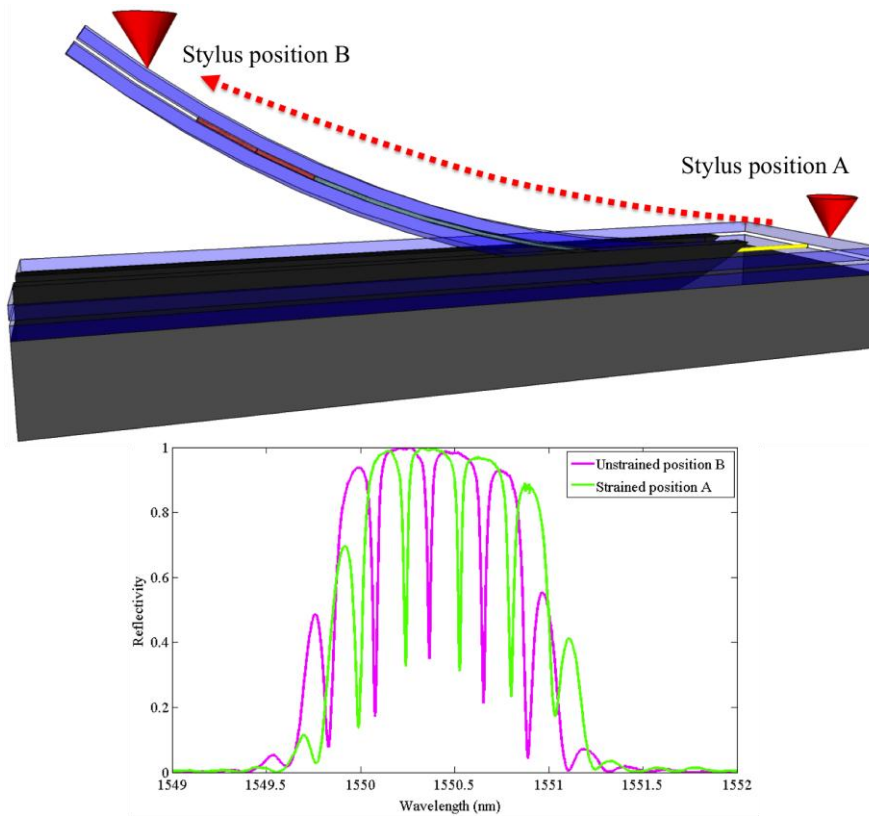 Stylus position B
Stylus position A
1
0.8
0.6
0.4
0.2
0
Reflectivity
Unstrained position B
Strained position A
1549
1549.5
1550
1550.5
1551
1551.5
1552
Wavelength (nm)